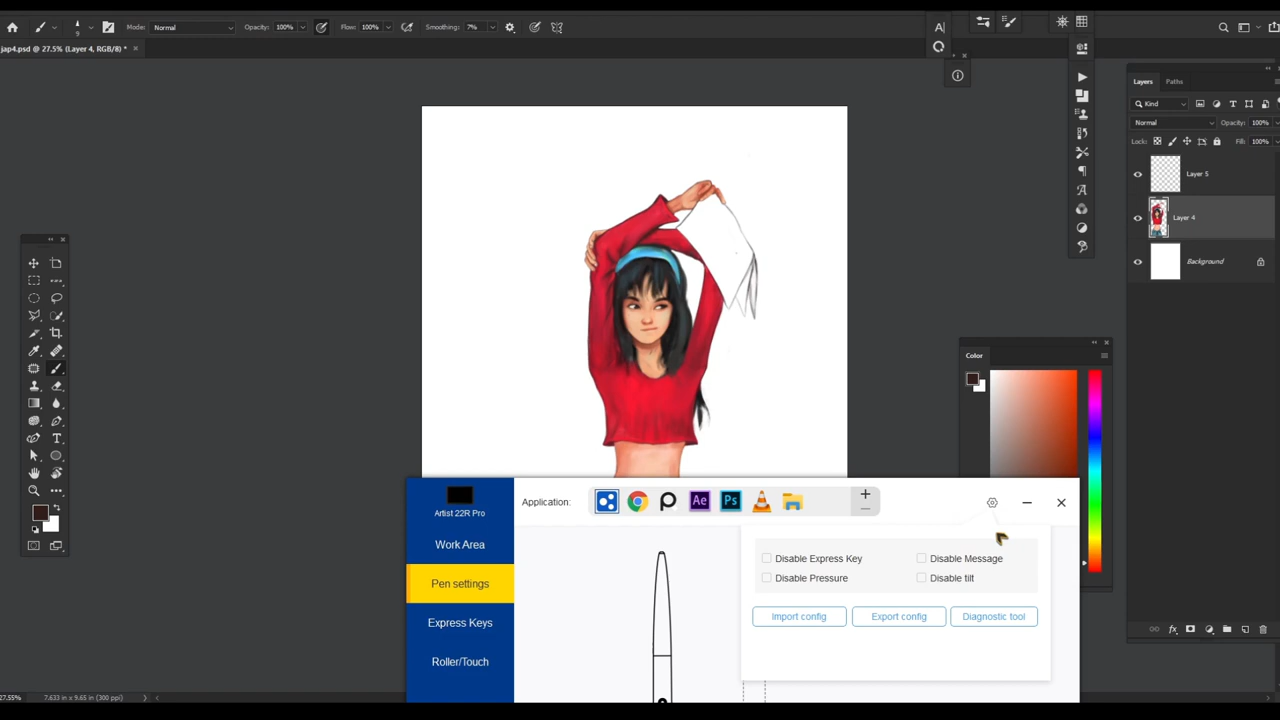 Mode: Normal Opacity: 100% Flow: 100% Smoothing: 7%
9
jap4.psd @ 27.5% (Layer 4, RGB/8) *
Layers Paths
Kind
Normal Opacity: 100%
Lock: Fill: 100%
Layer 5
Layer 4
Background
Color
Artist 22R Pro
Work Area
Pen settings
Express Keys
Roller/Touch
Application: Ae Ps + −
Disable Express Key Disable Message
Disable Pressure Disable tilt
Import config Export config Diagnostic tool
27.55% 7.633 in x 9.65 in (300 ppi)